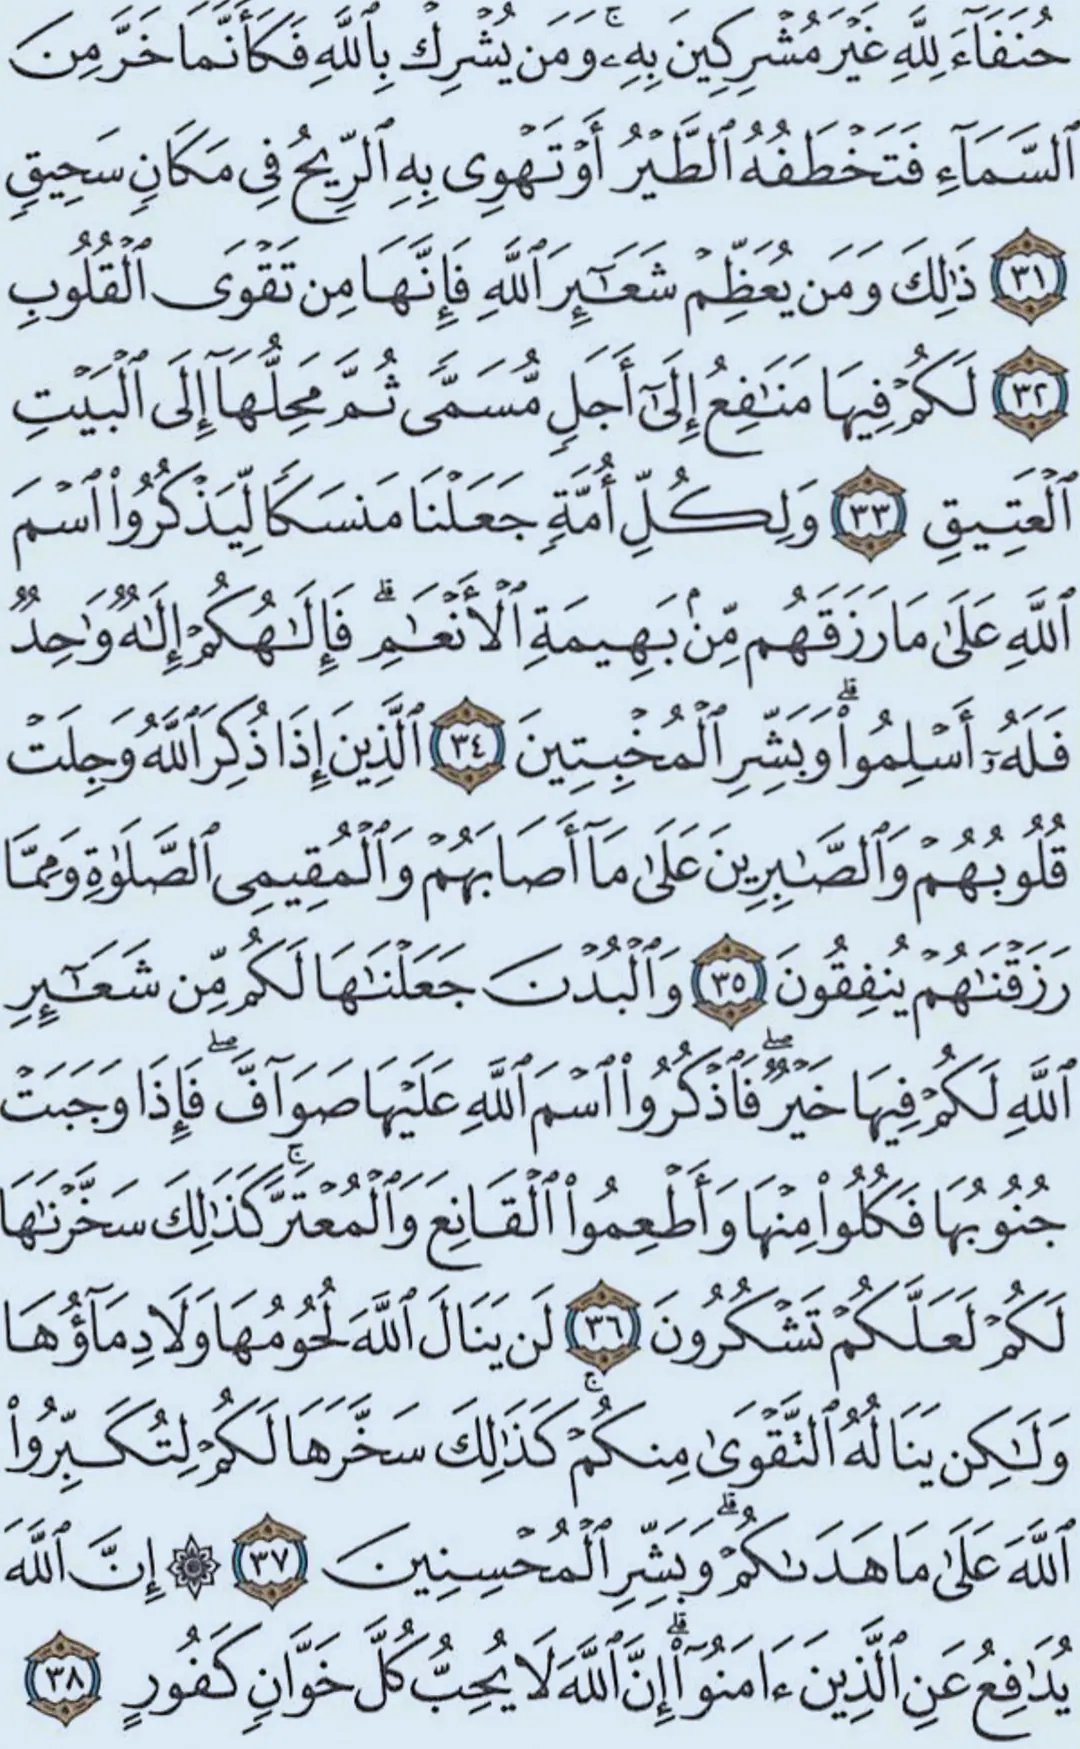 حُنَفَآءَ لِلَّهِ غَيْرَ مُشْرِكِينَ بِهِۦۚ وَمَن يُشْرِكْ بِٱللَّهِ فَكَأَنَّمَا خَرَّ مِنَ
ٱلسَّمَآءِ فَتَخْطَفُهُ ٱلطَّيْرُ أَوْ تَهْوِى بِهِ ٱلرِّيحُ فِى مَكَانٍ سَحِيقٍ
٣١ ذَٰلِكَ وَمَن يُعَظِّمْ شَعَٰٓئِرَ ٱللَّهِ فَإِنَّهَا مِن تَقْوَى ٱلْقُلُوبِ
٣٢ لَكُمْ فِيهَا مَنَٰفِعُ إِلَىٰٓ أَجَلٍ مُّسَمًّى ثُمَّ مَحِلُّهَآ إِلَى ٱلْبَيْتِ
ٱلْعَتِيقِ ٣٣ وَلِكُلِّ أُمَّةٍ جَعَلْنَا مَنسَكًا لِّيَذْكُرُوا۟ ٱسْمَ
ٱللَّهِ عَلَىٰ مَا رَزَقَهُم مِّنۢ بَهِيمَةِ ٱلْأَنْعَٰمِۗ فَإِلَٰهُكُمْ إِلَٰهٌ وَٰحِدٌ
فَلَهُۥٓ أَسْلِمُوا۟ۗ وَبَشِّرِ ٱلْمُخْبِتِينَ ٣٤ ٱلَّذِينَ إِذَا ذُكِرَ ٱللَّهُ وَجِلَتْ
قُلُوبُهُمْ وَٱلصَّٰبِرِينَ عَلَىٰ مَآ أَصَابَهُمْ وَٱلْمُقِيمِى ٱلصَّلَوٰةِ وَمِمَّا
رَزَقْنَٰهُمْ يُنفِقُونَ ٣٥ وَٱلْبُدْنَ جَعَلْنَٰهَا لَكُم مِّن شَعَٰٓئِرِ
ٱللَّهِ لَكُمْ فِيهَا خَيْرٌۖ فَٱذْكُرُوا۟ ٱسْمَ ٱللَّهِ عَلَيْهَا صَوَآفَّۖ فَإِذَا وَجَبَتْ
جُنُوبُهَا فَكُلُوا۟ مِنْهَا وَأَطْعِمُوا۟ ٱلْقَانِعَ وَٱلْمُعْتَرَّۚ كَذَٰلِكَ سَخَّرْنَٰهَا
لَكُمْ لَعَلَّكُمْ تَشْكُرُونَ ٣٦ لَن يَنَالَ ٱللَّهَ لُحُومُهَا وَلَا دِمَآؤُهَا
وَلَٰكِن يَنَالُهُ ٱلتَّقْوَىٰ مِنكُمْۚ كَذَٰلِكَ سَخَّرَهَا لَكُمْ لِتُكَبِّرُوا۟
ٱللَّهَ عَلَىٰ مَا هَدَىٰكُمْۗ وَبَشِّرِ ٱلْمُحْسِنِينَ ٣٧ ۞ إِنَّ ٱللَّهَ
يُدَٰفِعُ عَنِ ٱلَّذِينَ ءَامَنُوٓا۟ۗ إِنَّ ٱللَّهَ لَا يُحِبُّ كُلَّ خَوَّانٍ كَفُورٍ ٣٨